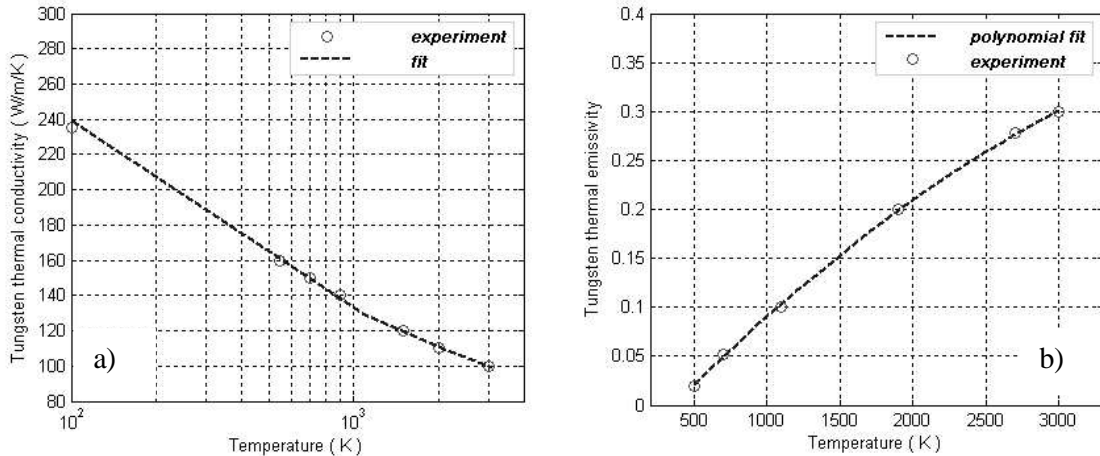 300
280
260
240
220
200
180
160
140
120
100
80
Tungsten thermal conductivity ( W/m/K )
experiment
fit
a)
10²
10³
Temperature ( K )
0.4
0.35
0.3
0.25
0.2
0.15
0.1
0.05
0
Tungsten thermal emissivity
polynomial fit
experiment
b)
500
1000
1500
2000
2500
3000
Temperature ( K )